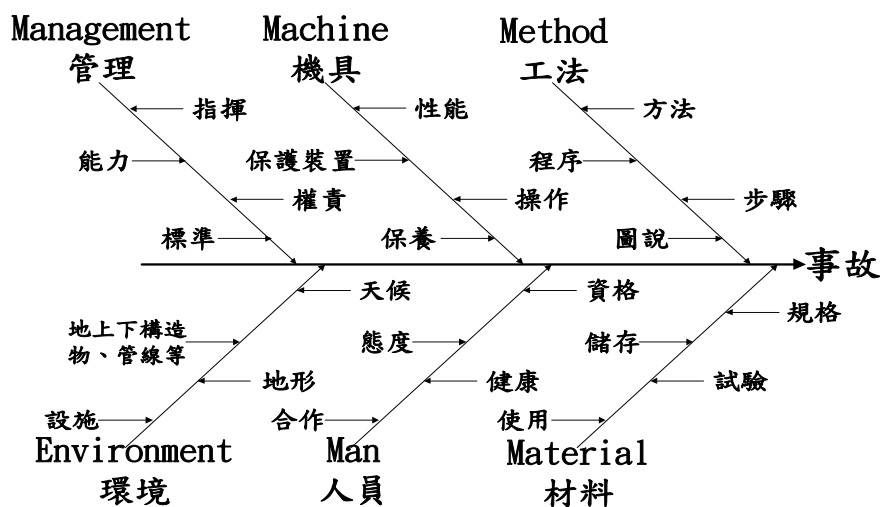 Management
管理
指揮
能力
權責
標準
Machine
機具
性能
保護裝置
操作
保養
Method
工法
方法
程序
步驟
圖說
事故
天候
地上下構造
物、管線等
地形
設施
Environment
環境
資格
態度
健康
合作
Man
人員
規格
儲存
試驗
使用
Material
材料